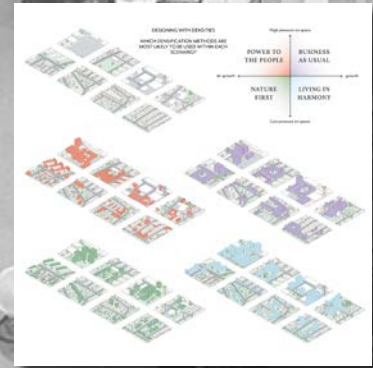 DESIGNING WITH DENSITIES
WHICH DENSIFICATION METHODS ARE
MOST LIKELY TO BE USED WITHIN EACH
SCENARIO?
High pressure on space
POWER TO
THE PEOPLE
BUSINESS
AS USUAL
growth
NATURE
FIRST
LIVING IN
HARMONY
Low pressure on space